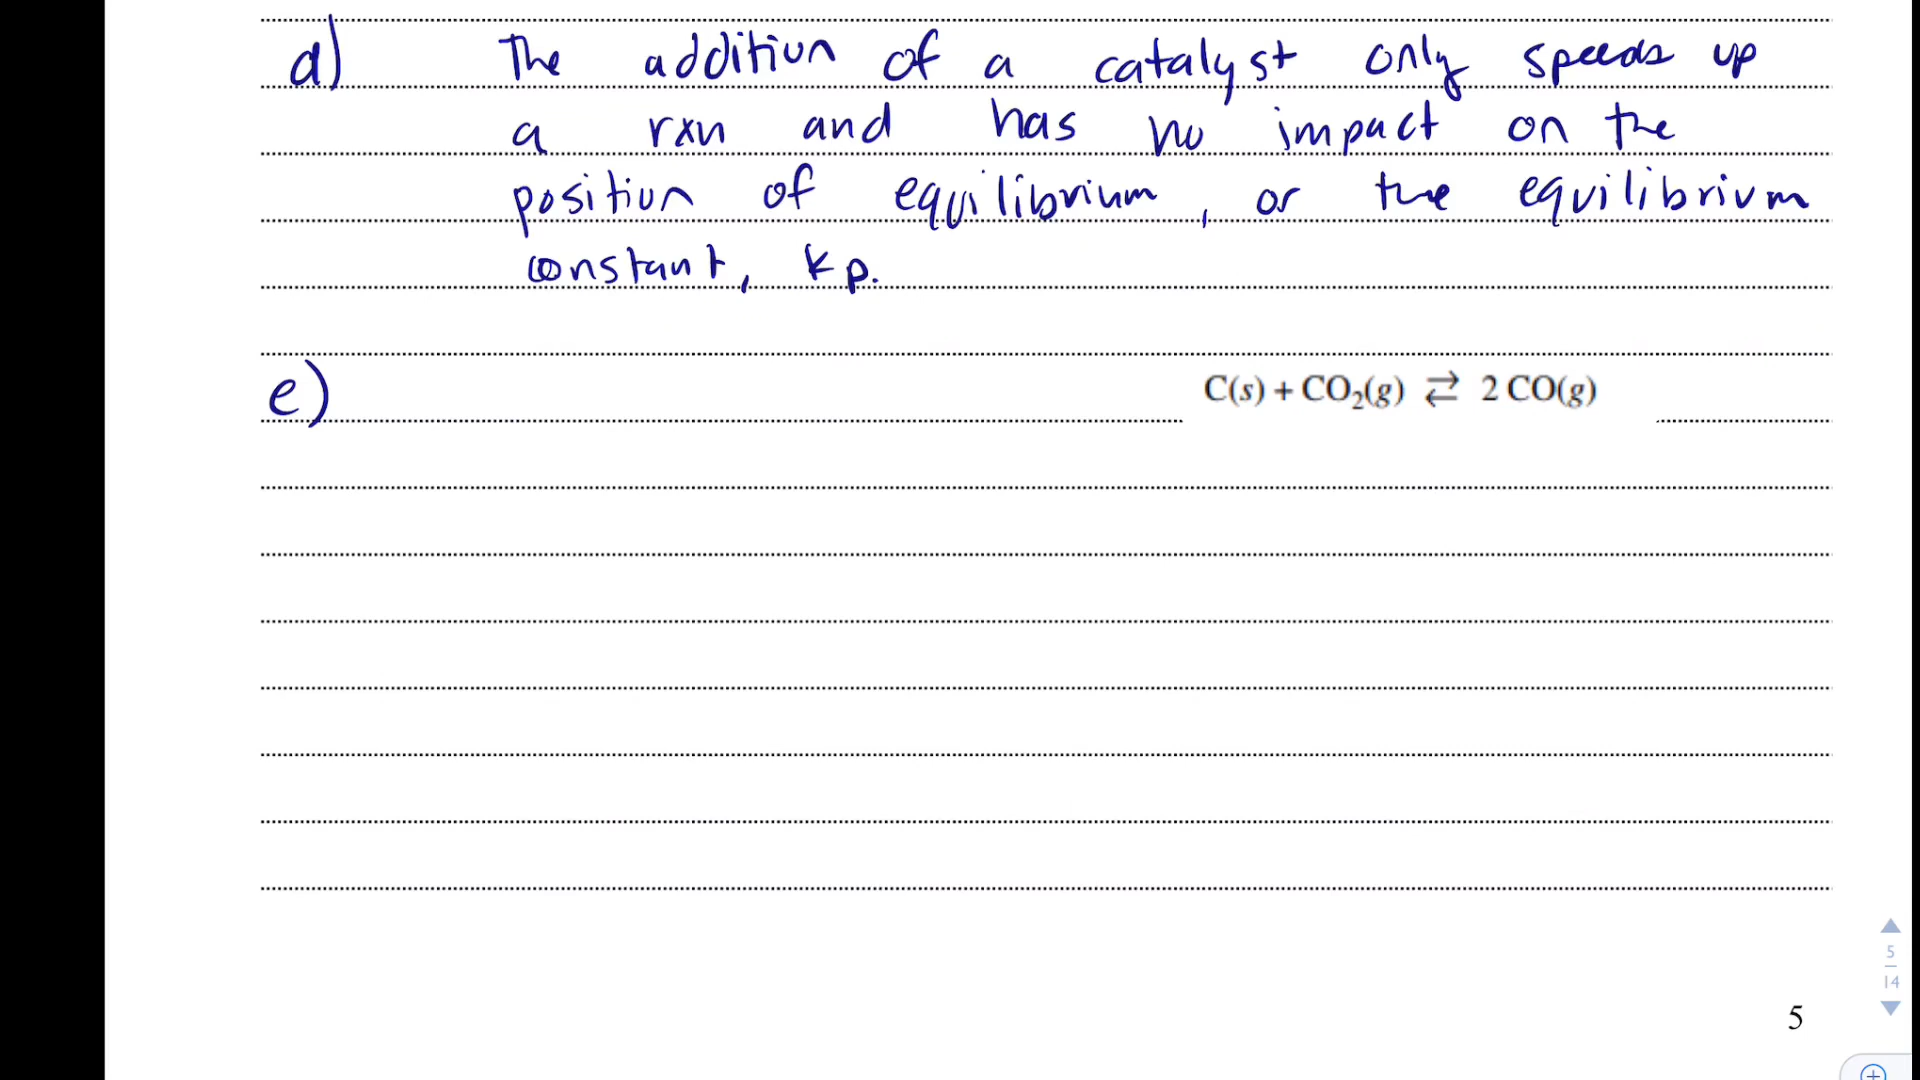 d) The addition of a catalyst only speeds up
a rxn and has no impact on the
position of equilibrium, or the equilibrium
constant, Kp.
e) C(s) + CO₂(g) ⇄ 2 CO(g)
5
14
5